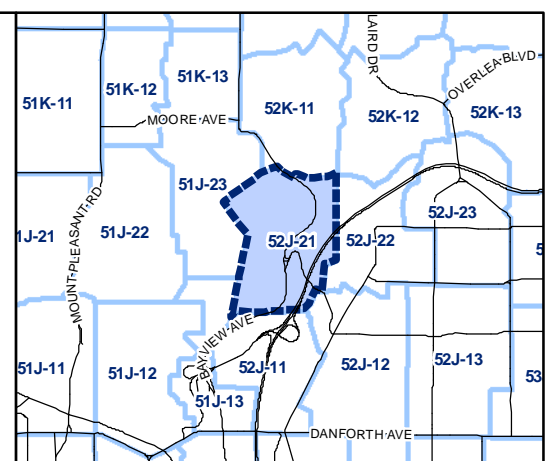 LAIRD DR
OVERLEA BLVD
51K-11
51K-12
51K-13
52K-11
52K-12
52K-13
MOORE AVE
51J-23
52J-23
MOUNT PLEASANT RD
1J-21
51J-22
52J-21
52J-22
5
BAYVIEW AVE
51J-11
51J-12
52J-11
52J-12
52J-13
53
51J-13
DANFORTH AVE